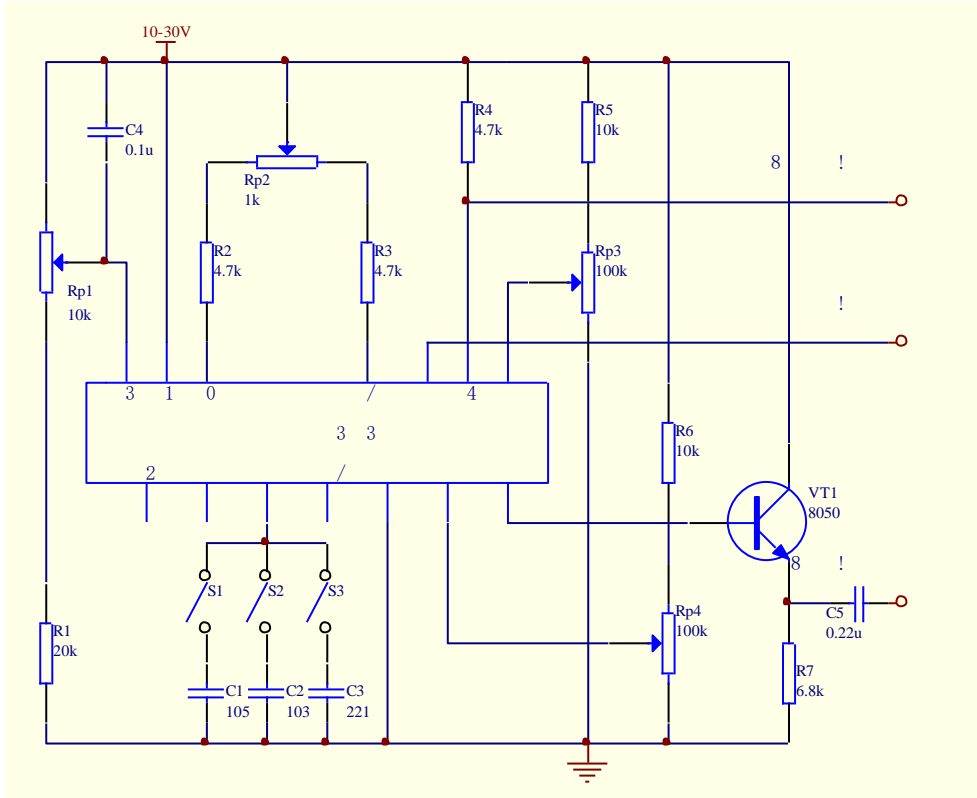 10-30V
C4
0.1u
R4
4.7k
R5
10k
8 !
Rp2
1k
R2
4.7k
R3
4.7k
Rp3
100k
Rp1
10k
!
3 1 0 / 4
3 3
2 /
R6
10k
VT1
8050
8 !
S1
S2
S3
C5
0.22u
Rp4
100k
R1
20k
R7
6.8k
C1
105
C2
103
C3
221